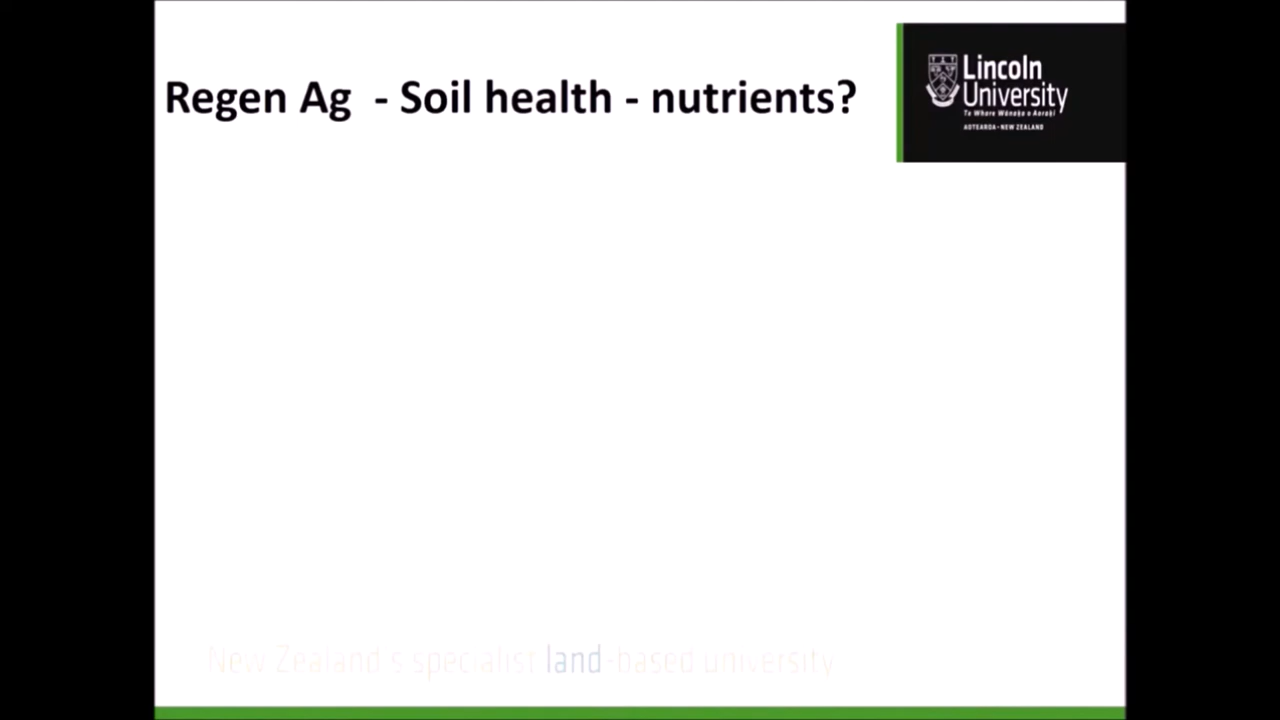 Regen Ag - Soil health - nutrients?
Lincoln
University
Te Whare Wānaka o Aoraki
AOTEAROA • NEW ZEALAND
New Zealand's specialist land-based university